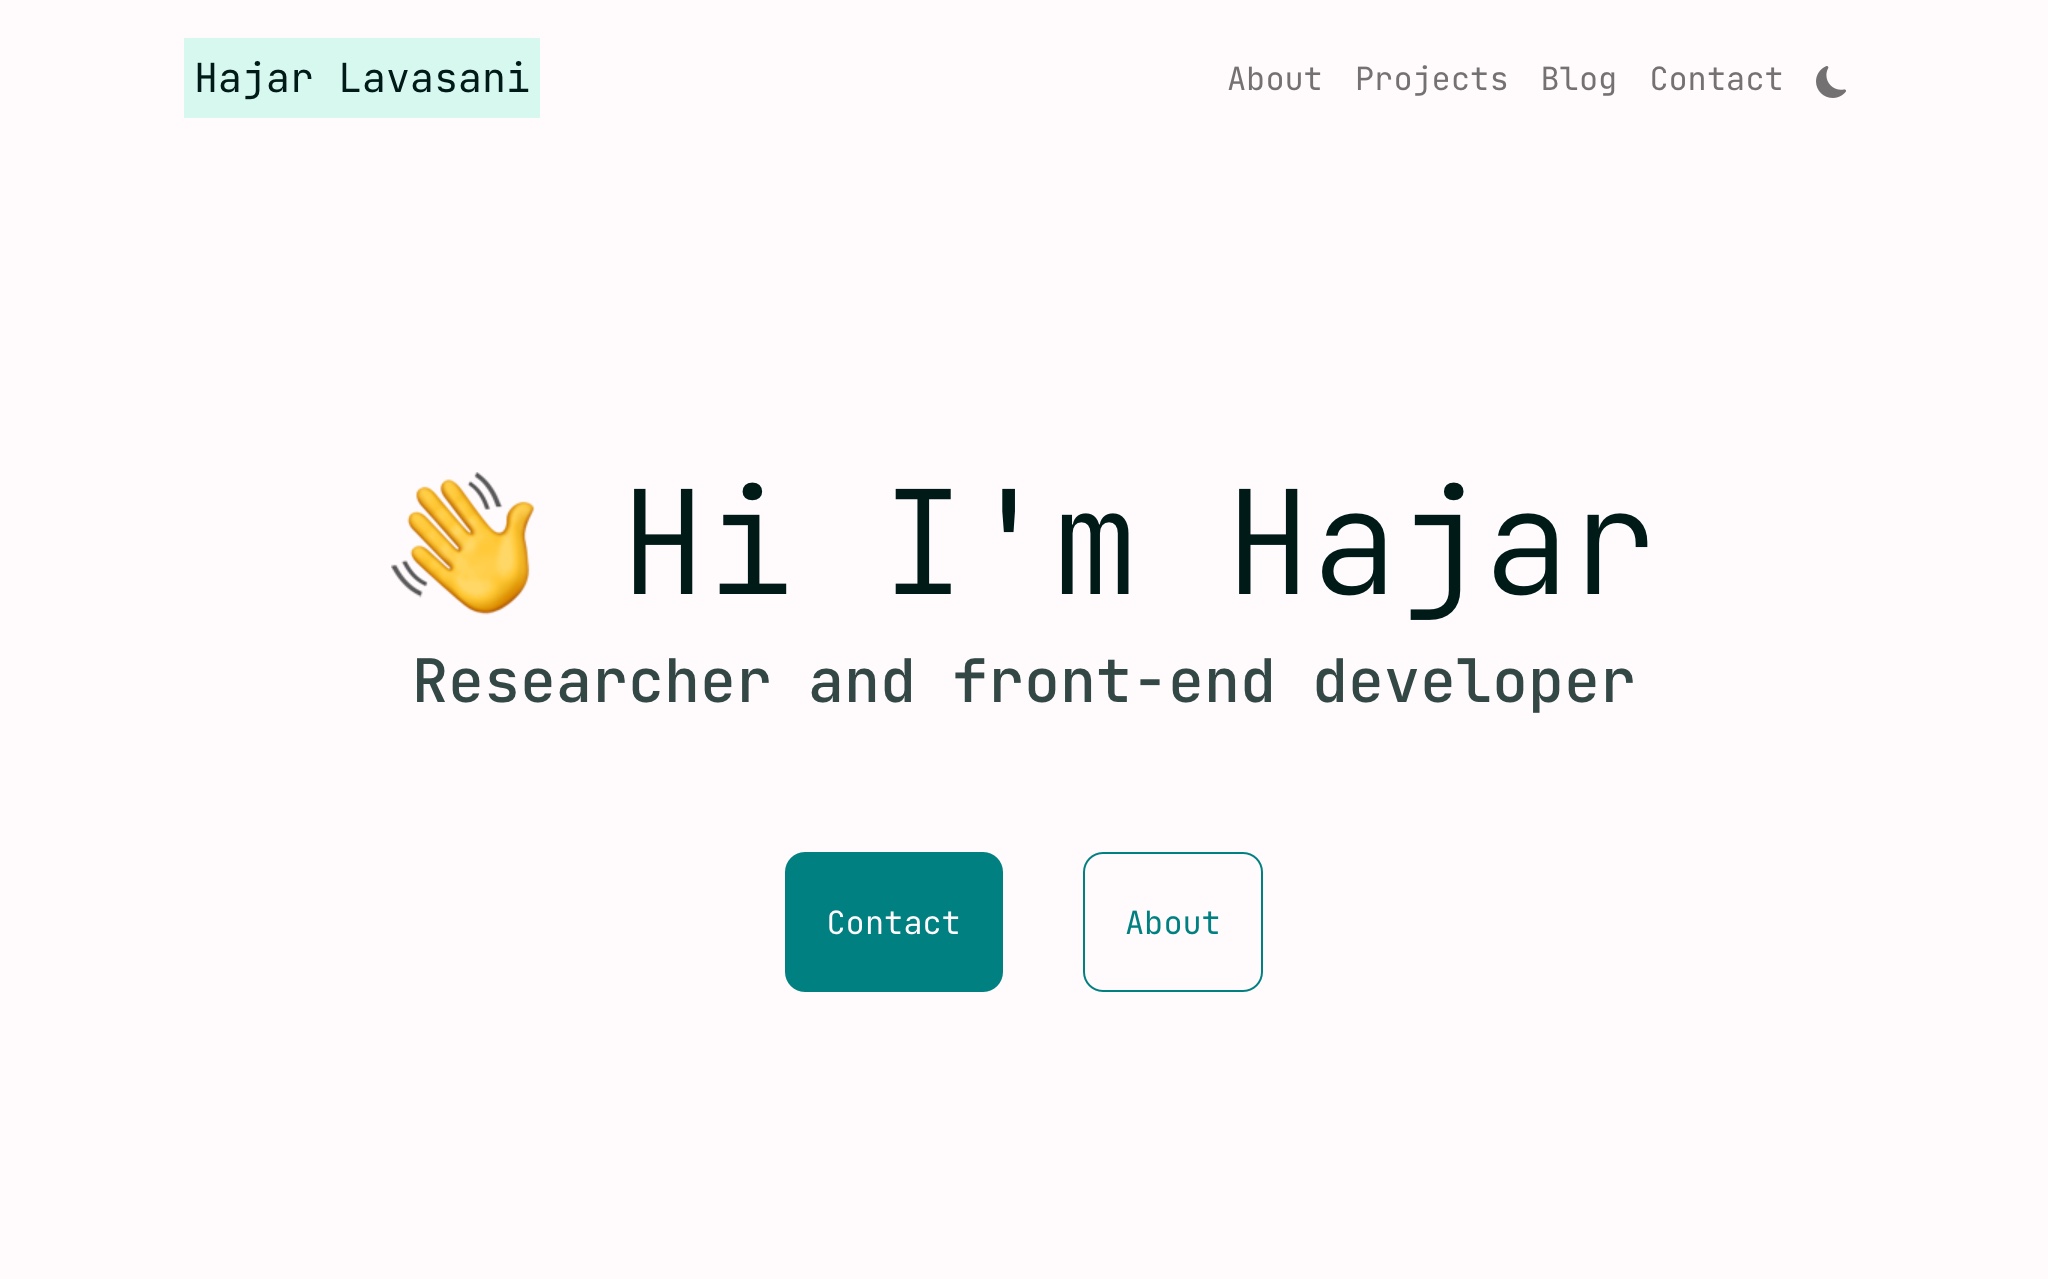 Hajar Lavasani
About Projects Blog Contact
👋 Hi I'm Hajar
Researcher and front-end developer
Contact
About